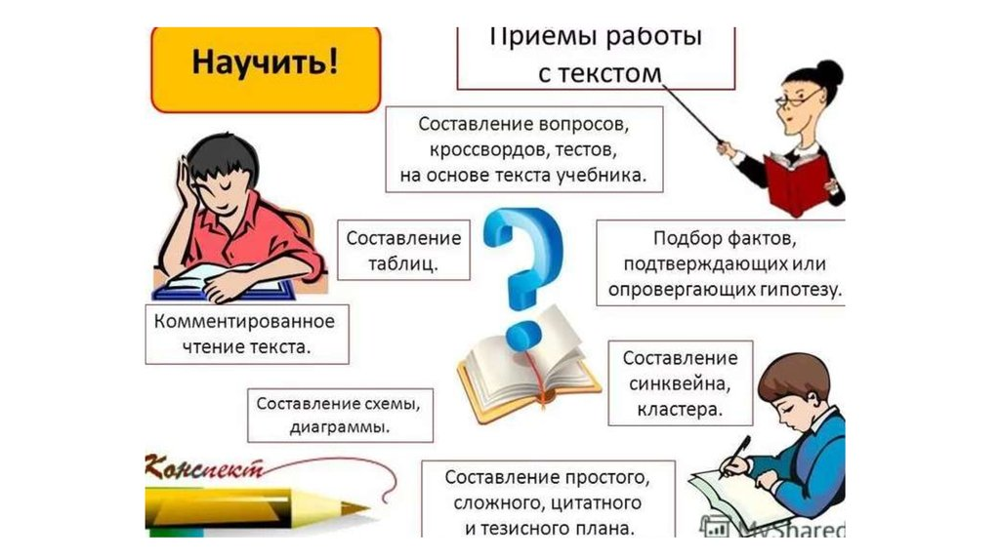 Научить!
Приемы работы
с текстом
Составление вопросов,
кроссвордов, тестов,
на основе текста учебника.
Составление
таблиц.
Подбор фактов,
подтверждающих или
опровергающих гипотезу.
Комментированное
чтение текста.
Составление
синквейна,
кластера.
Составление схемы,
диаграммы.
Конспект
Составление простого,
сложного, цитатного
и тезисного плана.
MyShared